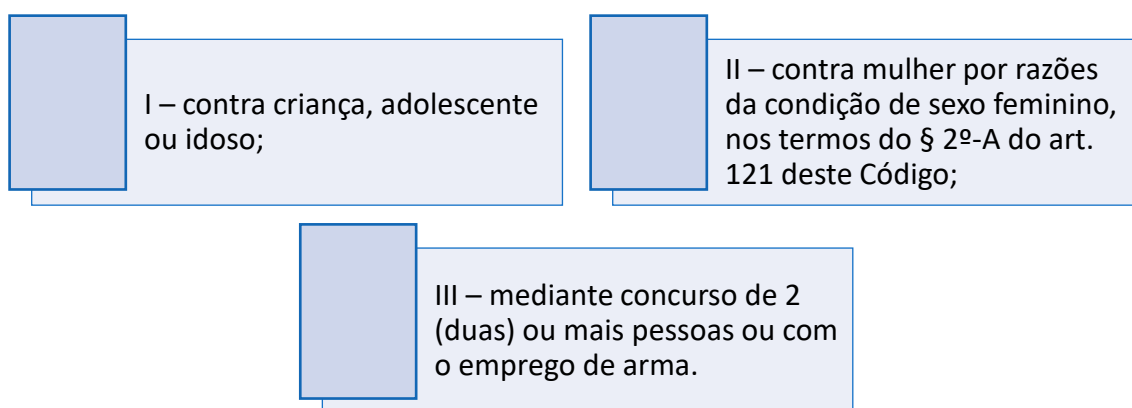 I – contra criança, adolescente
ou idoso;
II – contra mulher por razões
da condição de sexo feminino,
nos termos do § 2º-A do art.
121 deste Código;
III – mediante concurso de 2
(duas) ou mais pessoas ou com
o emprego de arma.